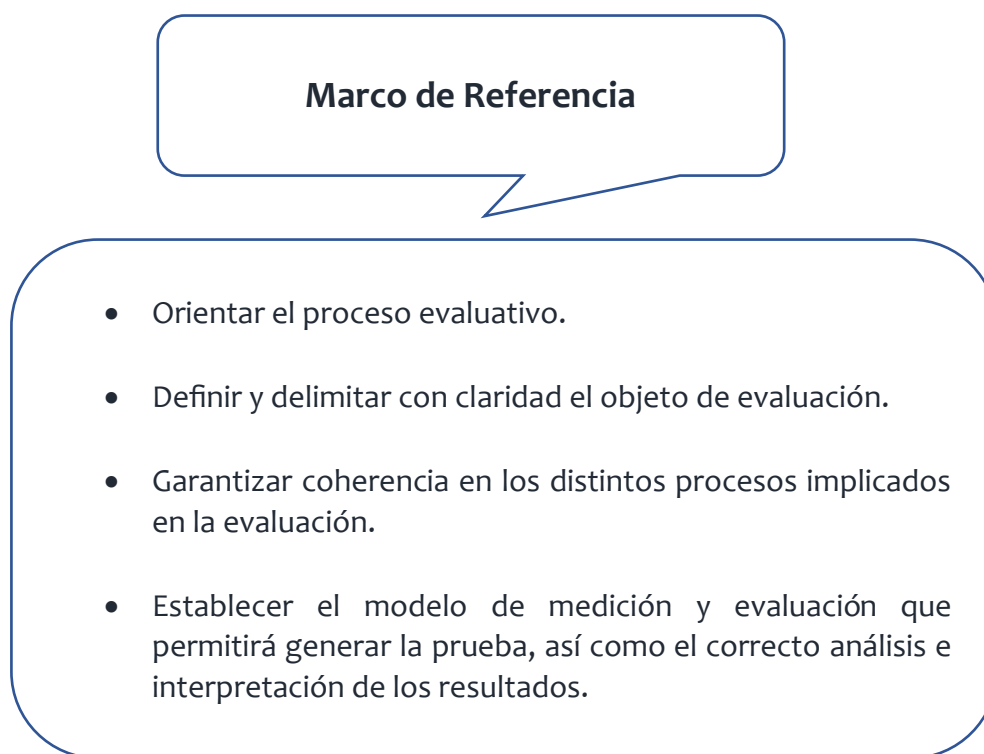 Marco de Referencia
• Orientar el proceso evaluativo.
• Definir y delimitar con claridad el objeto de evaluación.
• Garantizar coherencia en los distintos procesos implicados
en la evaluación.
• Establecer el modelo de medición y evaluación que
permitirá generar la prueba, así como el correcto análisis e
interpretación de los resultados.